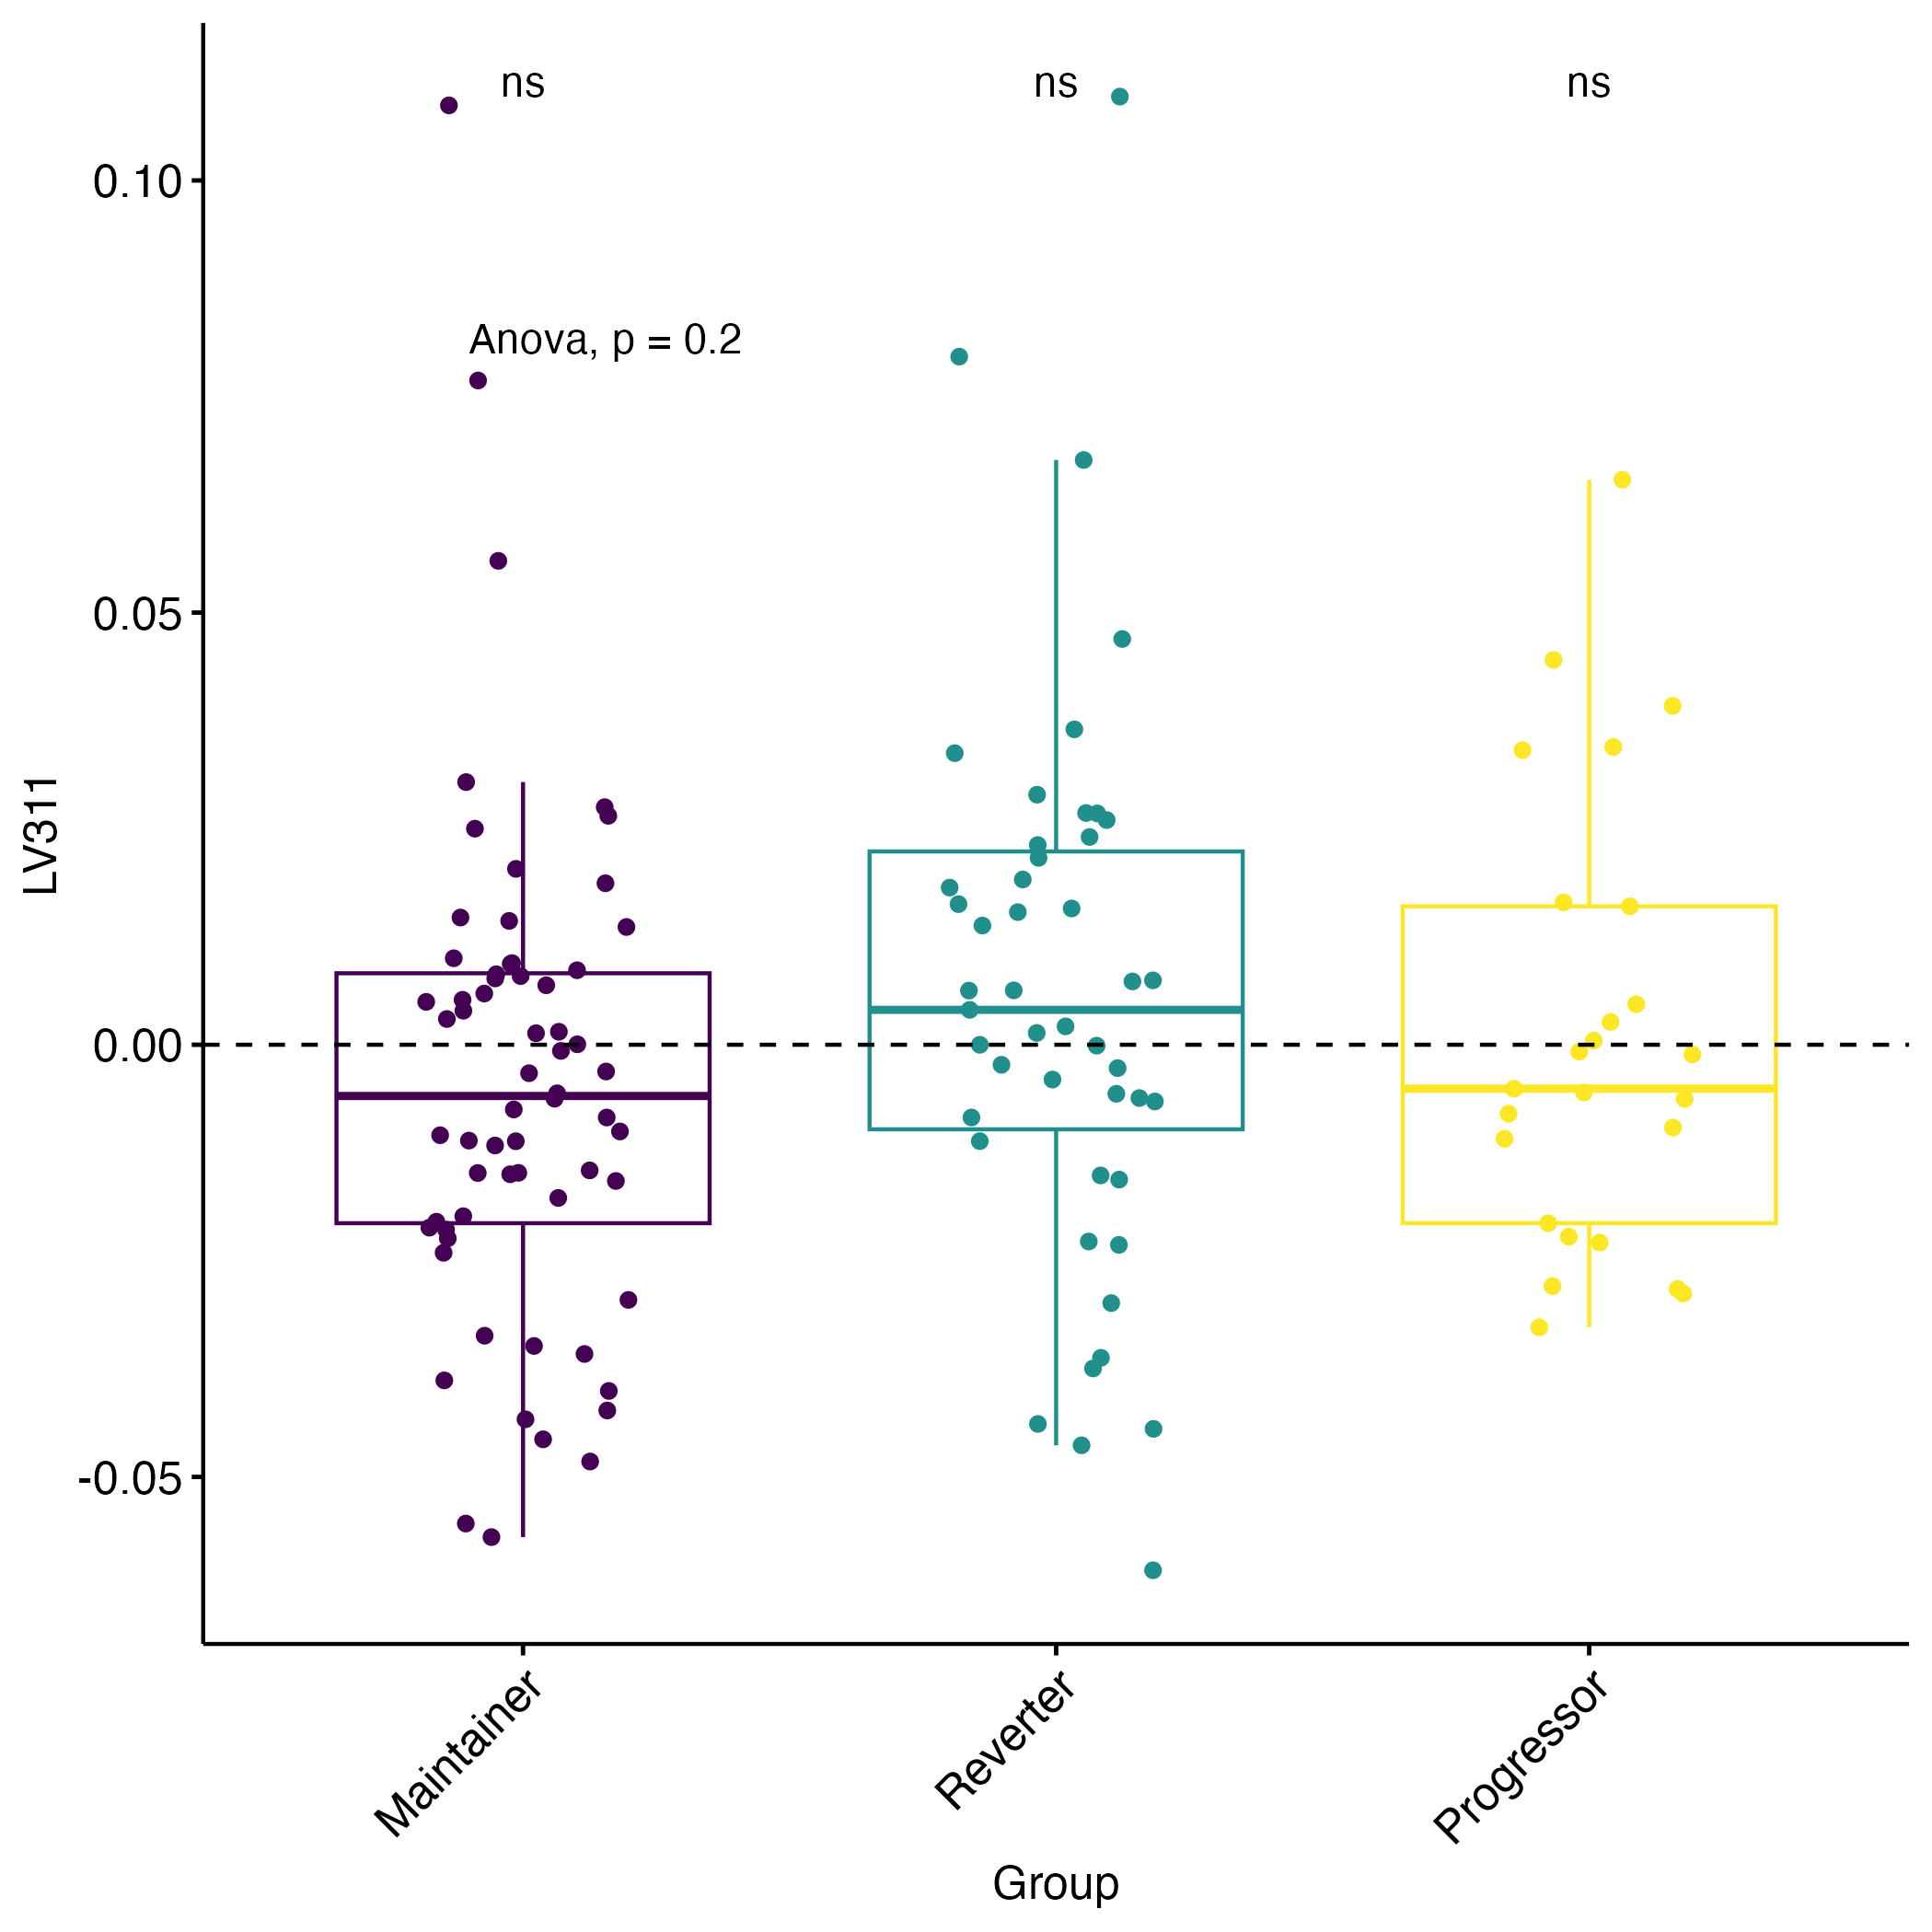 ns ns ns
0.10
Anova, p = 0.2
0.05
LV311
0.00
-0.05
Maintainer Reverter Progressor
Group